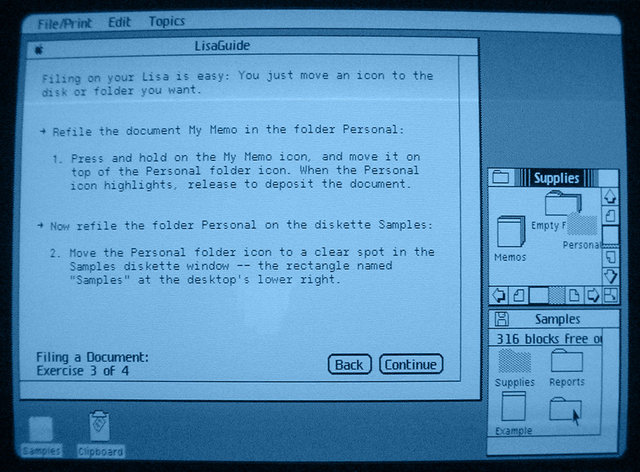 File/Print Edit Topics
LisaGuide
Filing on your Lisa is easy: You just move an icon to the
disk or folder you want.
→ Refile the document My Memo in the folder Personal:
1. Press and hold on the My Memo icon, and move it on
top of the Personal folder icon. When the Personal
icon highlights, release to deposit the document.
→ Now refile the folder Personal on the diskette Samples:
2. Move the Personal folder icon to a clear spot in the
Samples diskette window -- the rectangle named
"Samples" at the desktop's lower right.
Filing a Document:
Exercise 3 of 4
Back Continue
Supplies
Empty F
Personal
Memos
Samples
316 blocks free o
Supplies Reports
Example
Samples Clipboard